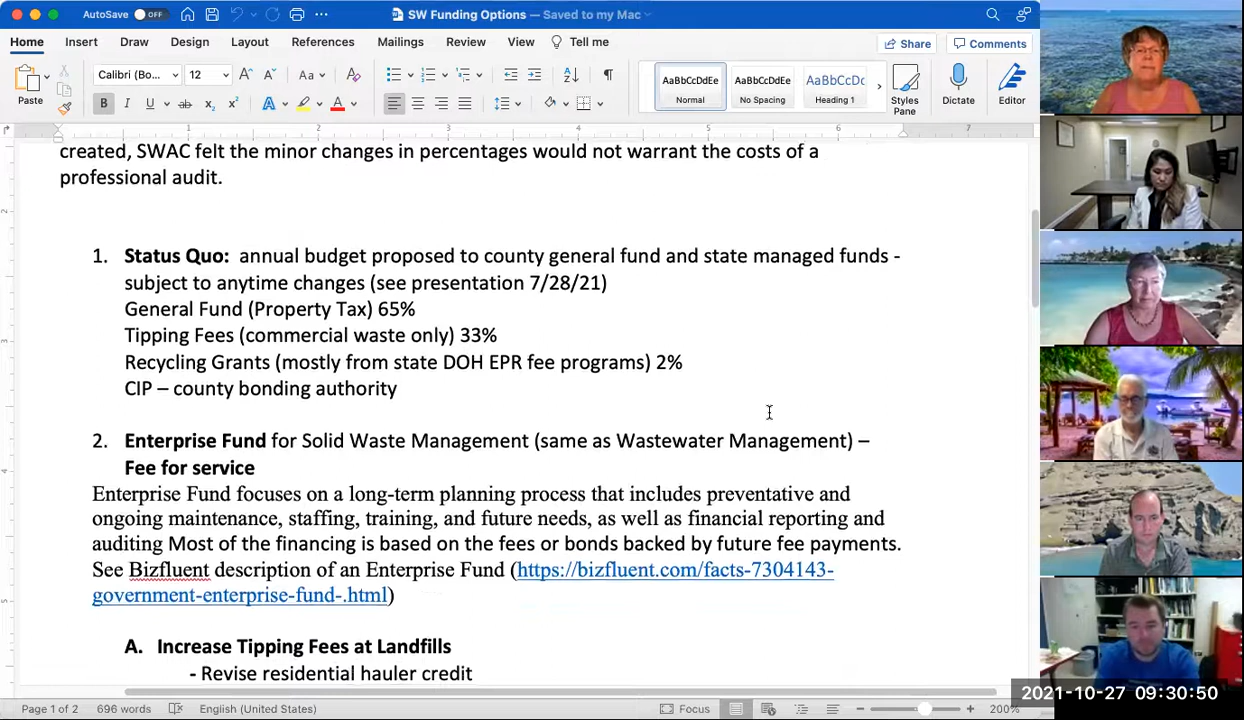 AutoSave OFF
SW Funding Options — Saved to my Mac
Home Insert Draw Design Layout References Mailings Review View Tell me
Share Comments
Paste
Calibri (Bo... 12
AaBbCcDdEe AaBbCcDdEe AaBbCcDc
Normal No Spacing Heading 1
Styles Pane
Dictate
Editor
1 2 3 4 5 6 7
created, SWAC felt the minor changes in percentages would not warrant the costs of a
professional audit.
1. Status Quo: annual budget proposed to county general fund and state managed funds -
subject to anytime changes (see presentation 7/28/21)
General Fund (Property Tax) 65%
Tipping Fees (commercial waste only) 33%
Recycling Grants (mostly from state DOH EPR fee programs) 2%
CIP – county bonding authority
2. Enterprise Fund for Solid Waste Management (same as Wastewater Management) –
Fee for service
Enterprise Fund focuses on a long-term planning process that includes preventative and
ongoing maintenance, staffing, training, and future needs, as well as financial reporting and
auditing Most of the financing is based on the fees or bonds backed by future fee payments.
See Bizfluent description of an Enterprise Fund (https://bizfluent.com/facts-7304143-
government-enterprise-fund-.html)
A. Increase Tipping Fees at Landfills
- Revise residential hauler credit
Page 1 of 2 696 words English (United States) Focus 200%
2021-10-27 09:30:50